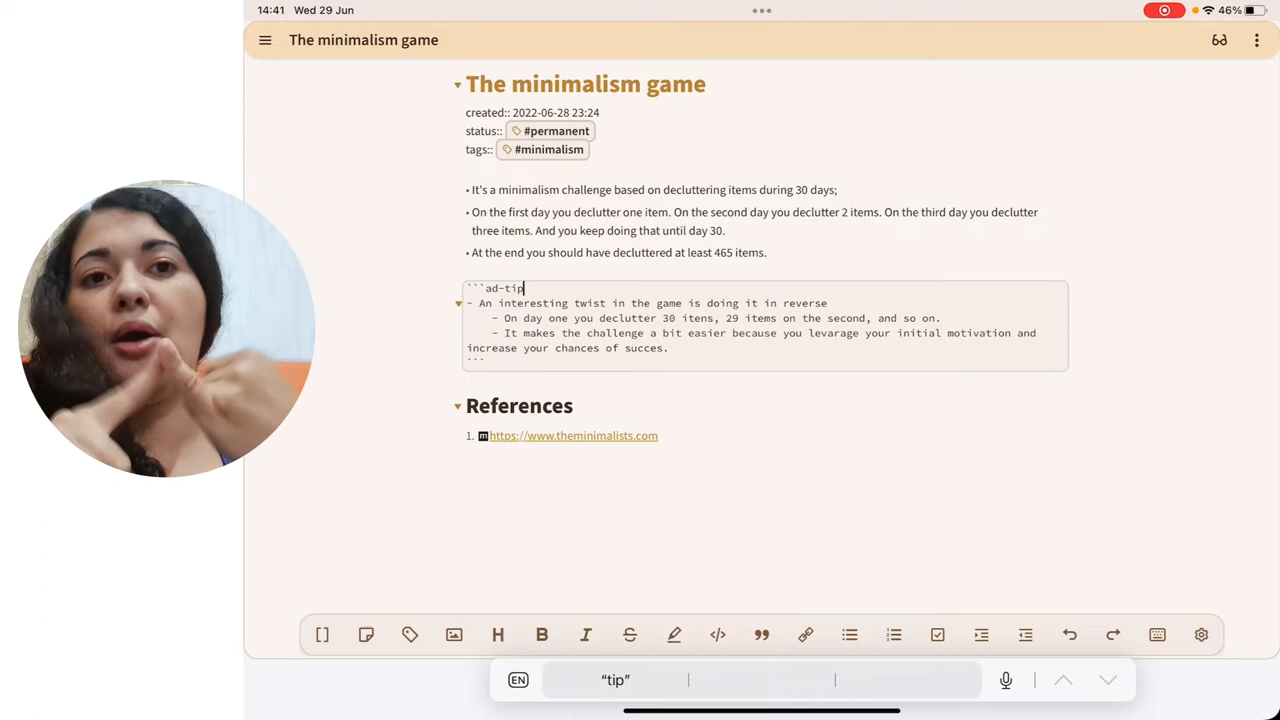 14:41 Wed 29 Jun
46%
The minimalism game
The minimalism game
created:: 2022-06-28 23:24
status:: #permanent
tags:: #minimalism
• It's a minimalism challenge based on decluttering items during 30 days;
• On the first day you declutter one item. On the second day you declutter 2 items. On the third day you declutter
three items. And you keep doing that until day 30.
• At the end you should have decluttered at least 465 items.
```ad-tip
- An interesting twist in the game is doing it in reverse
- On day one you declutter 30 itens, 29 items on the second, and so on.
- It makes the challenge a bit easier because you levarage your initial motivation and
increase your chances of succes.
```
References
1. m https://www.theminimalists.com
[] H B I S </>
EN "tip"